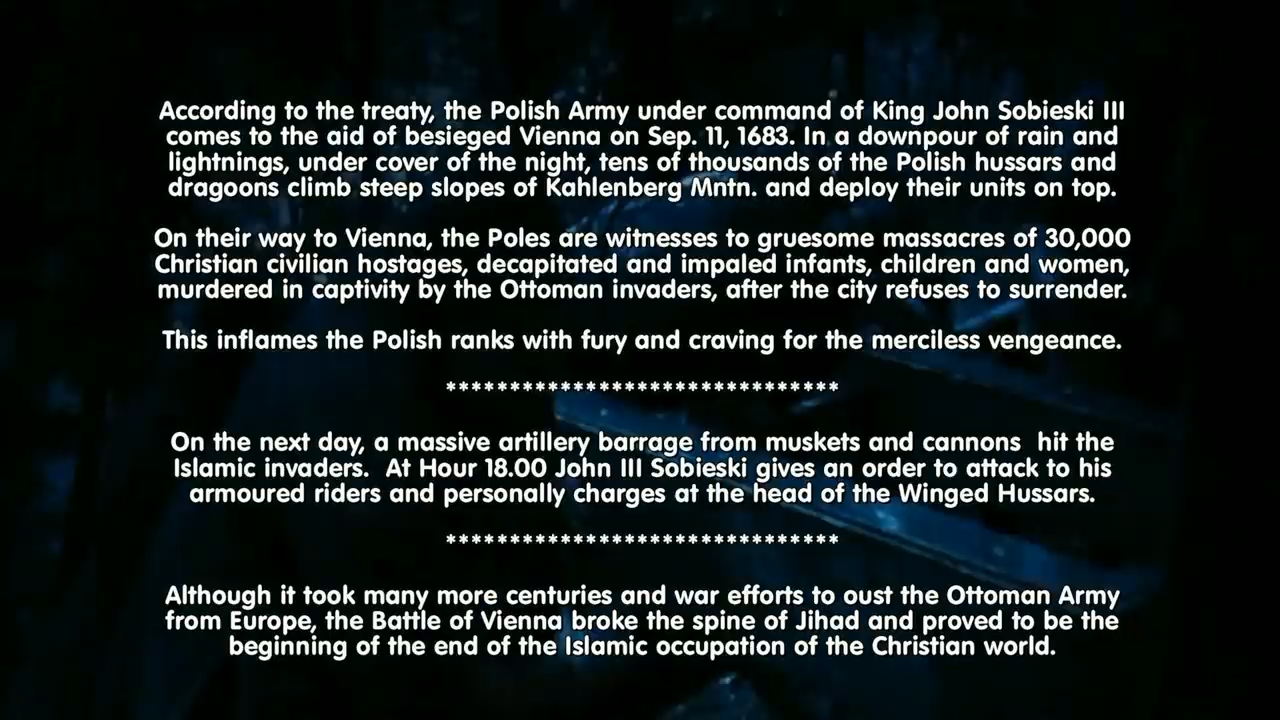 According to the treaty, the Polish Army under command of King John Sobieski III
comes to the aid of besieged Vienna on Sep. 11, 1683. In a downpour of rain and
lightnings, under cover of the night, tens of thousands of the Polish hussars and
dragoons climb steep slopes of Kahlenberg Mntn. and deploy their units on top.
On their way to Vienna, the Poles are witnesses to gruesome massacres of 30,000
Christian civilian hostages, decapitated and impaled infants, children and women,
murdered in captivity by the Ottoman invaders, after the city refuses to surrender.
This inflames the Polish ranks with fury and craving for the merciless vengeance.
*******************************
On the next day, a massive artillery barrage from muskets and cannons  hit the
Islamic invaders.  At Hour 18.00 John III Sobieski gives an order to attack to his
armoured riders and personally charges at the head of the Winged Hussars.
*******************************
Although it took many more centuries and war efforts to oust the Ottoman Army
from Europe, the Battle of Vienna broke the spine of Jihad and proved to be the
beginning of the end of the Islamic occupation of the Christian world.